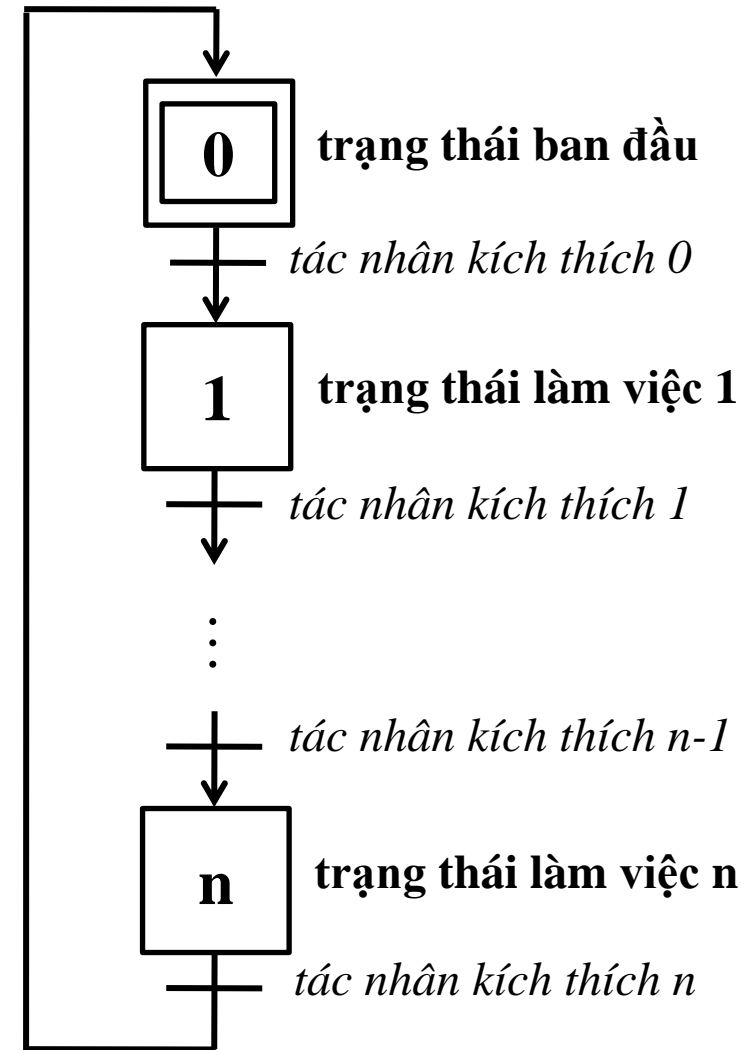 0 trạng thái ban đầu
tác nhân kích thích 0
1 trạng thái làm việc 1
tác nhân kích thích 1
⋮
tác nhân kích thích n-1
n trạng thái làm việc n
tác nhân kích thích n